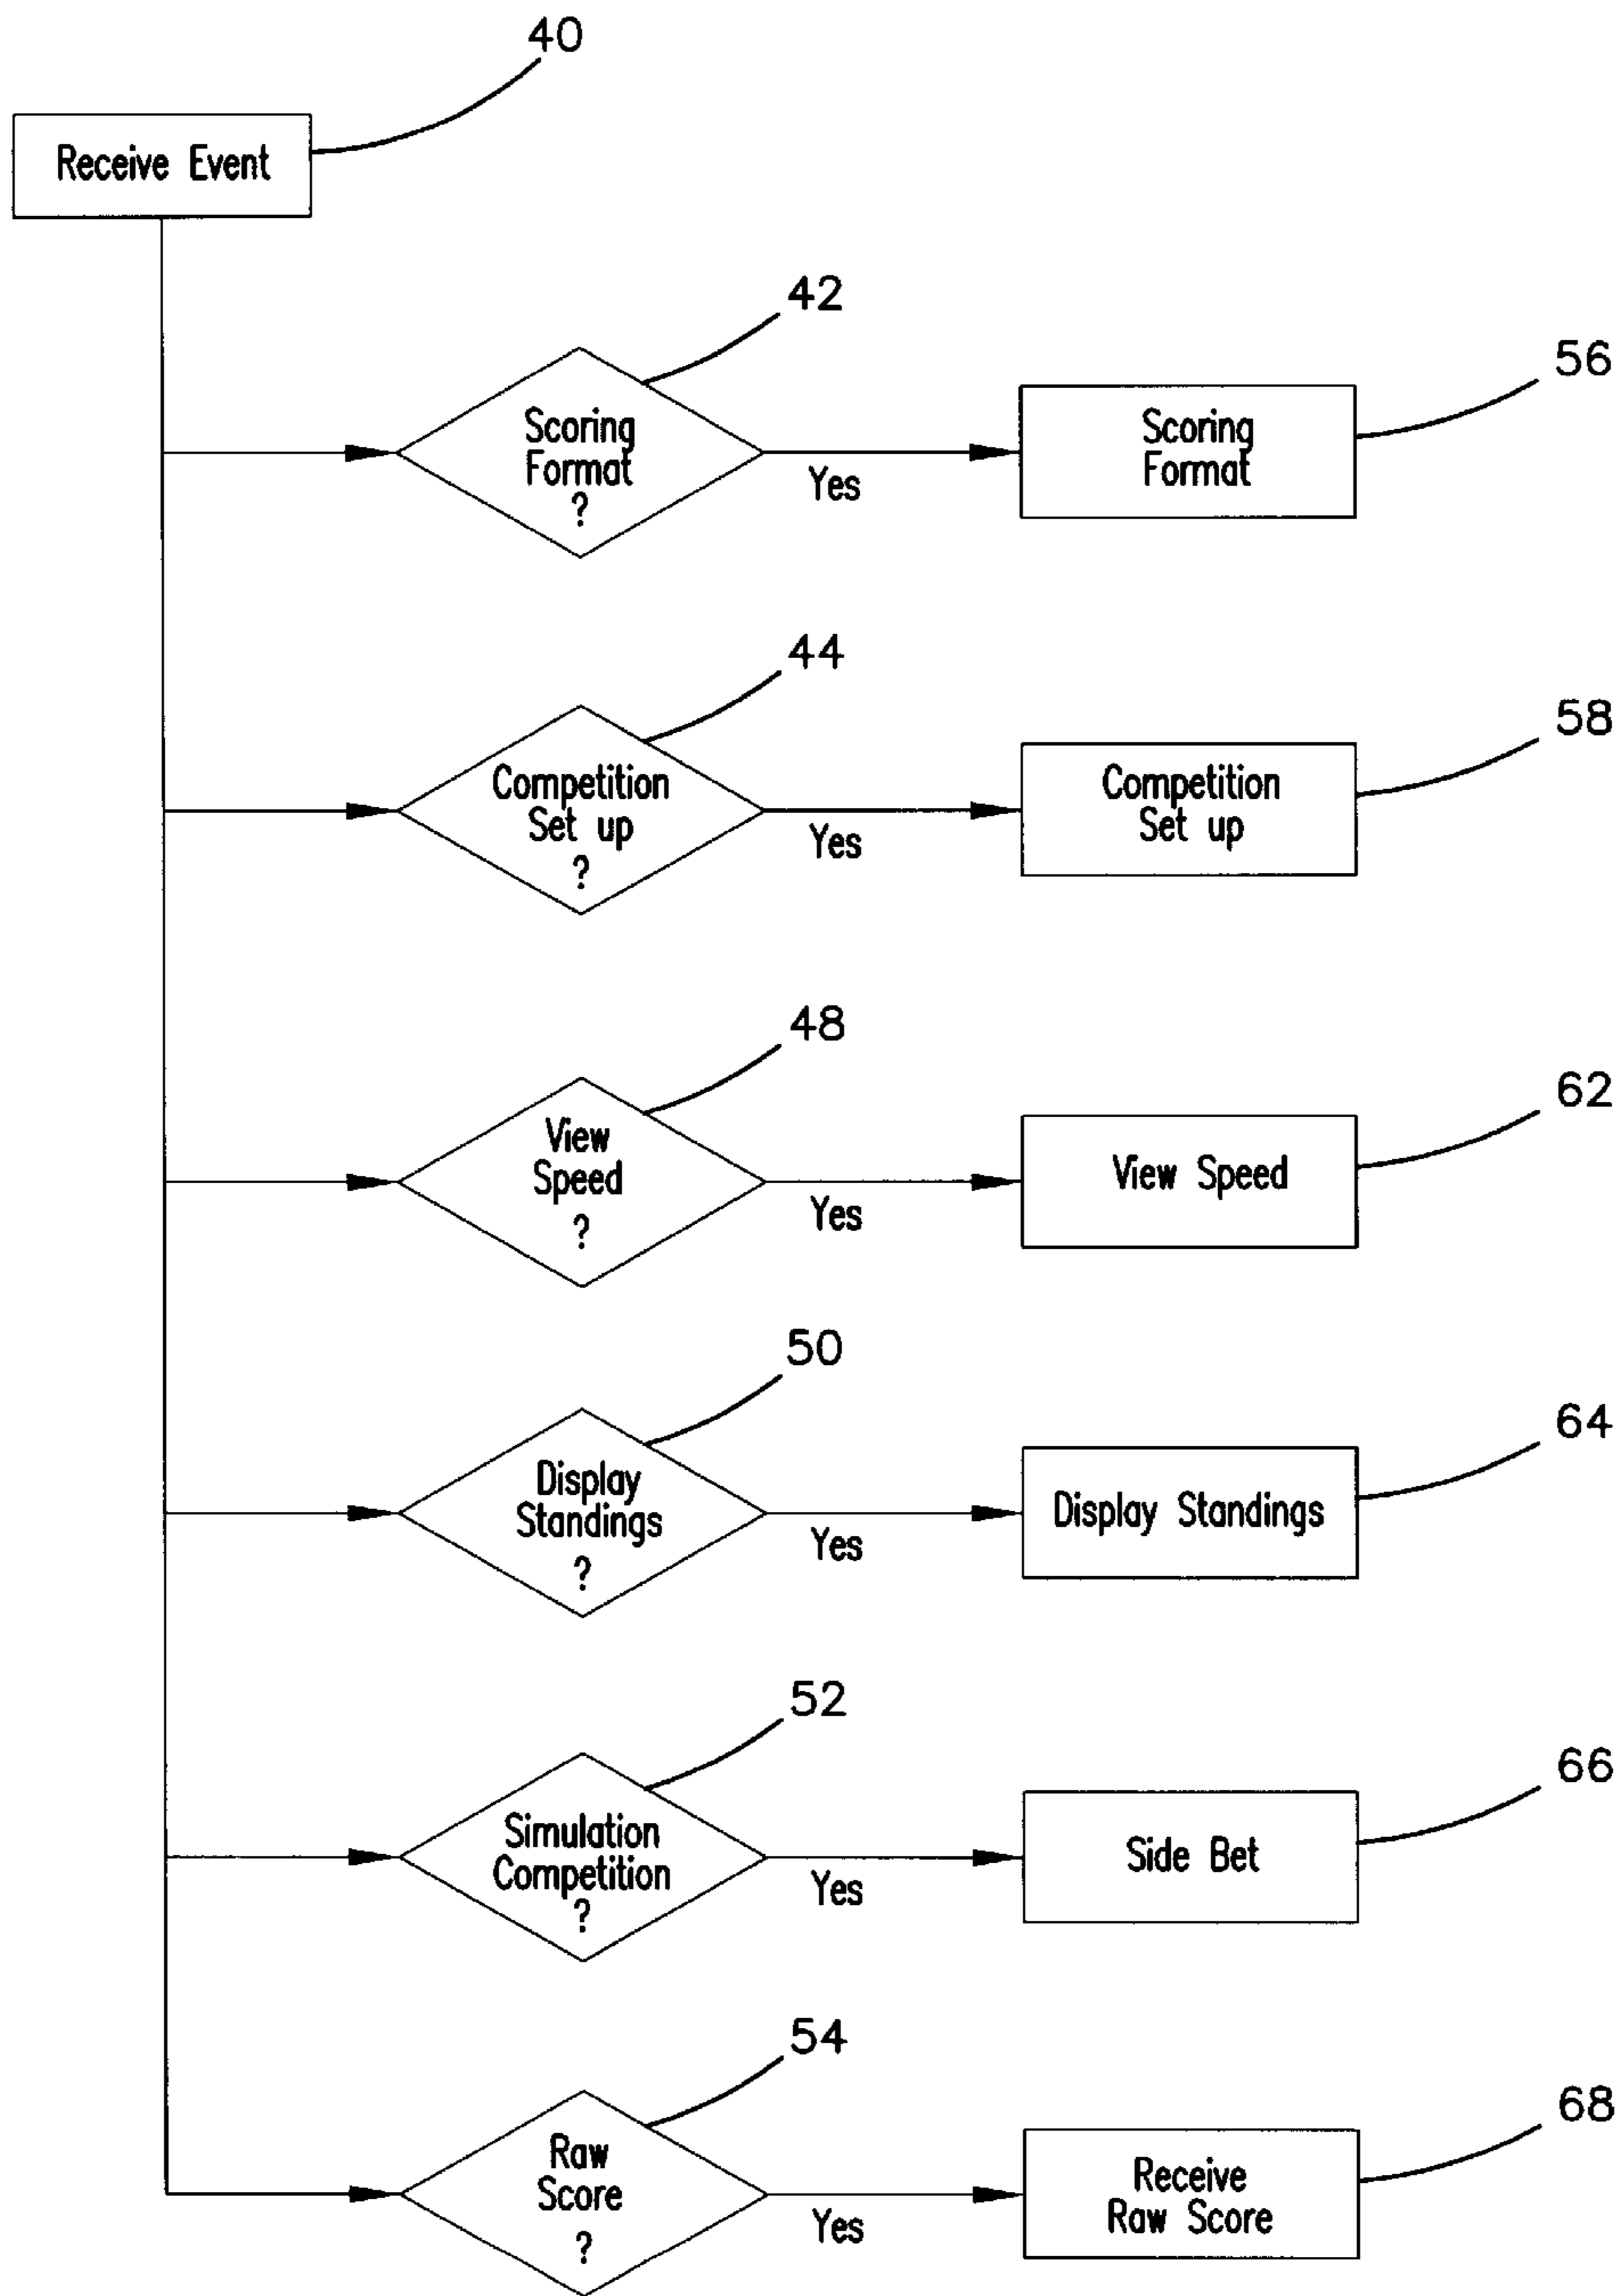 40
Receive Event
42
Scoring
Format
?
Yes
Scoring
Format
56
44
Competition
Set up
?
Yes
Competition
Set up
58
48
View
Speed
?
Yes
View Speed
62
50
Display
Standings
?
Yes
Display Standings
64
52
Simulation
Competition
?
Yes
Side Bet
66
54
Raw
Score
?
Yes
Receive
Raw Score
68